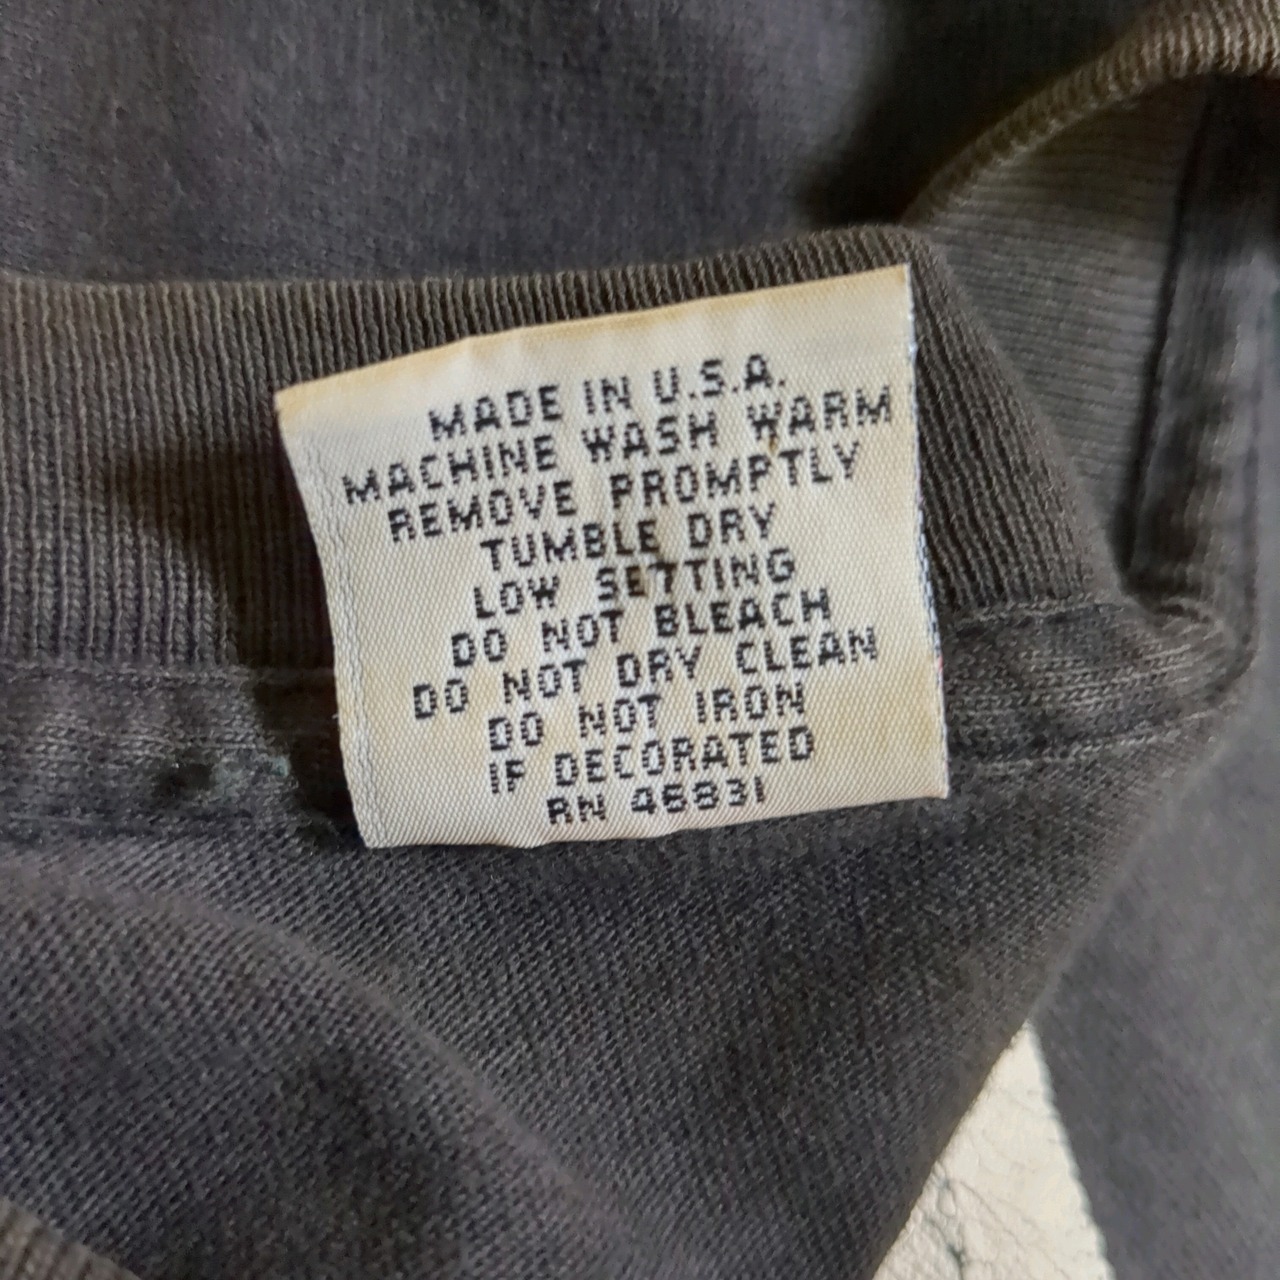 MADE IN U.S.A.
MACHINE WASH WARM
REMOVE PROMPTLY
TUMBLE DRY
LOW SETTING
DO NOT BLEACH
DO NOT DRY CLEAN
DO NOT IRON
IF DECORATED
RN 46831